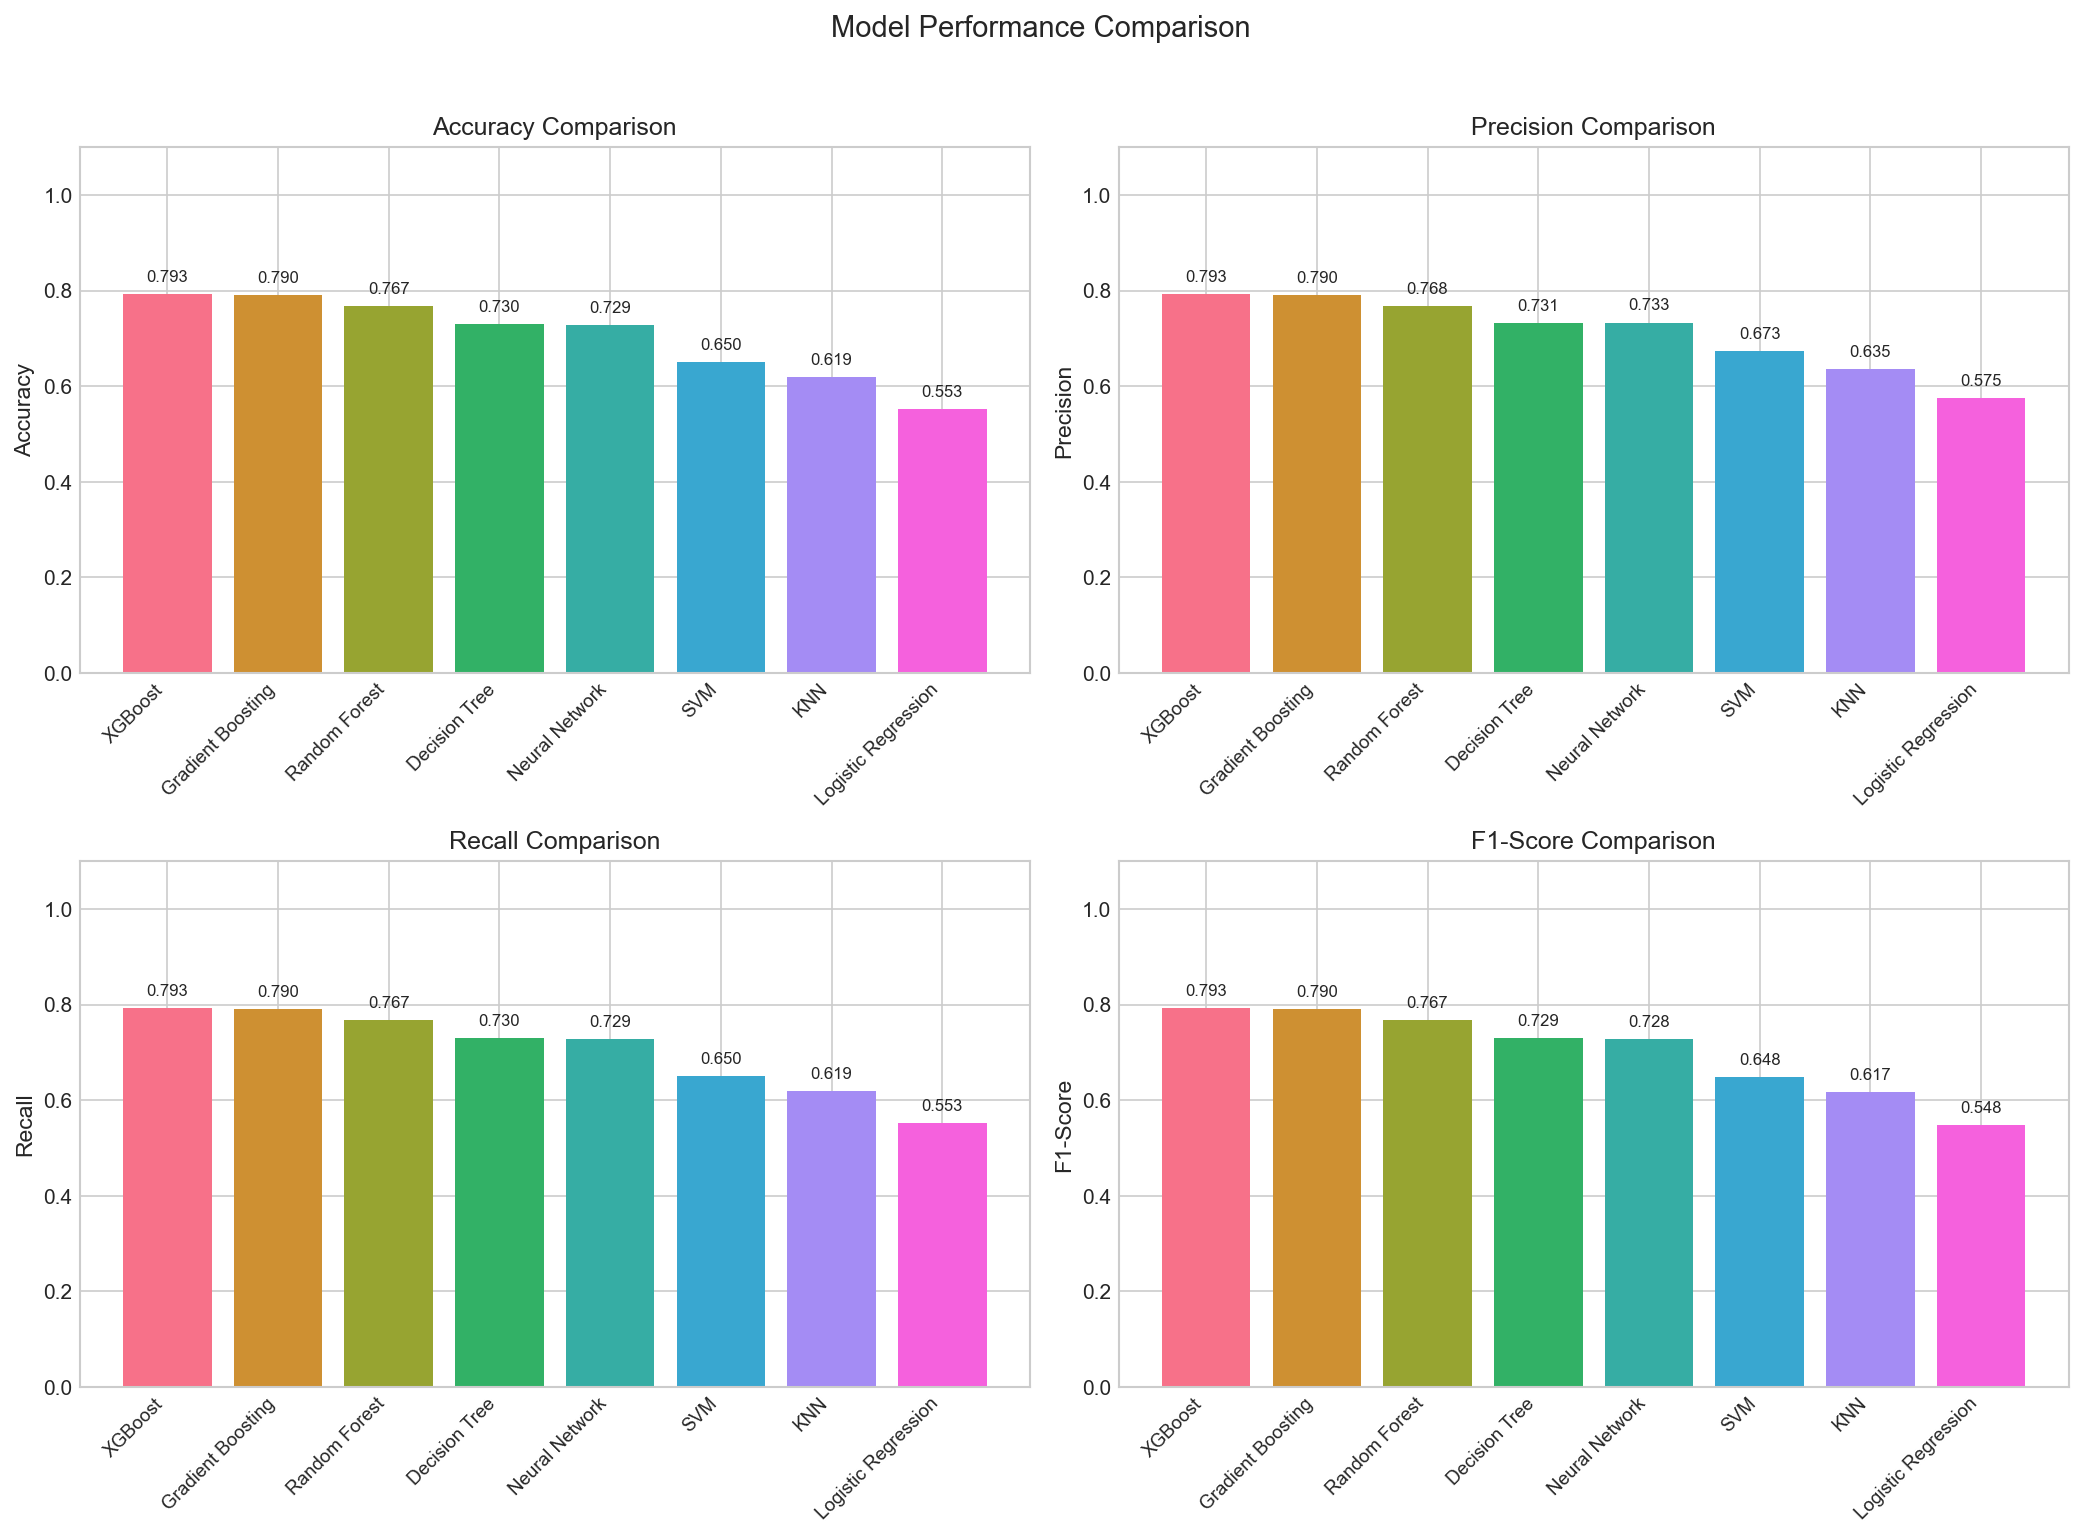 Model Performance Comparison
Accuracy Comparison
Accuracy
1.0
0.8
0.6
0.4
0.2
0.0
0.793
0.790
0.767
0.730
0.729
0.650
0.619
0.553
XGBoost
Gradient Boosting
Random Forest
Decision Tree
Neural Network
SVM
KNN
Logistic Regression
Precision Comparison
Precision
1.0
0.8
0.6
0.4
0.2
0.0
0.793
0.790
0.768
0.731
0.733
0.673
0.635
0.575
XGBoost
Gradient Boosting
Random Forest
Decision Tree
Neural Network
SVM
KNN
Logistic Regression
Recall Comparison
Recall
1.0
0.8
0.6
0.4
0.2
0.0
0.793
0.790
0.767
0.730
0.729
0.650
0.619
0.553
XGBoost
Gradient Boosting
Random Forest
Decision Tree
Neural Network
SVM
KNN
Logistic Regression
F1-Score Comparison
F1-Score
1.0
0.8
0.6
0.4
0.2
0.0
0.793
0.790
0.767
0.729
0.728
0.648
0.617
0.548
XGBoost
Gradient Boosting
Random Forest
Decision Tree
Neural Network
SVM
KNN
Logistic Regression